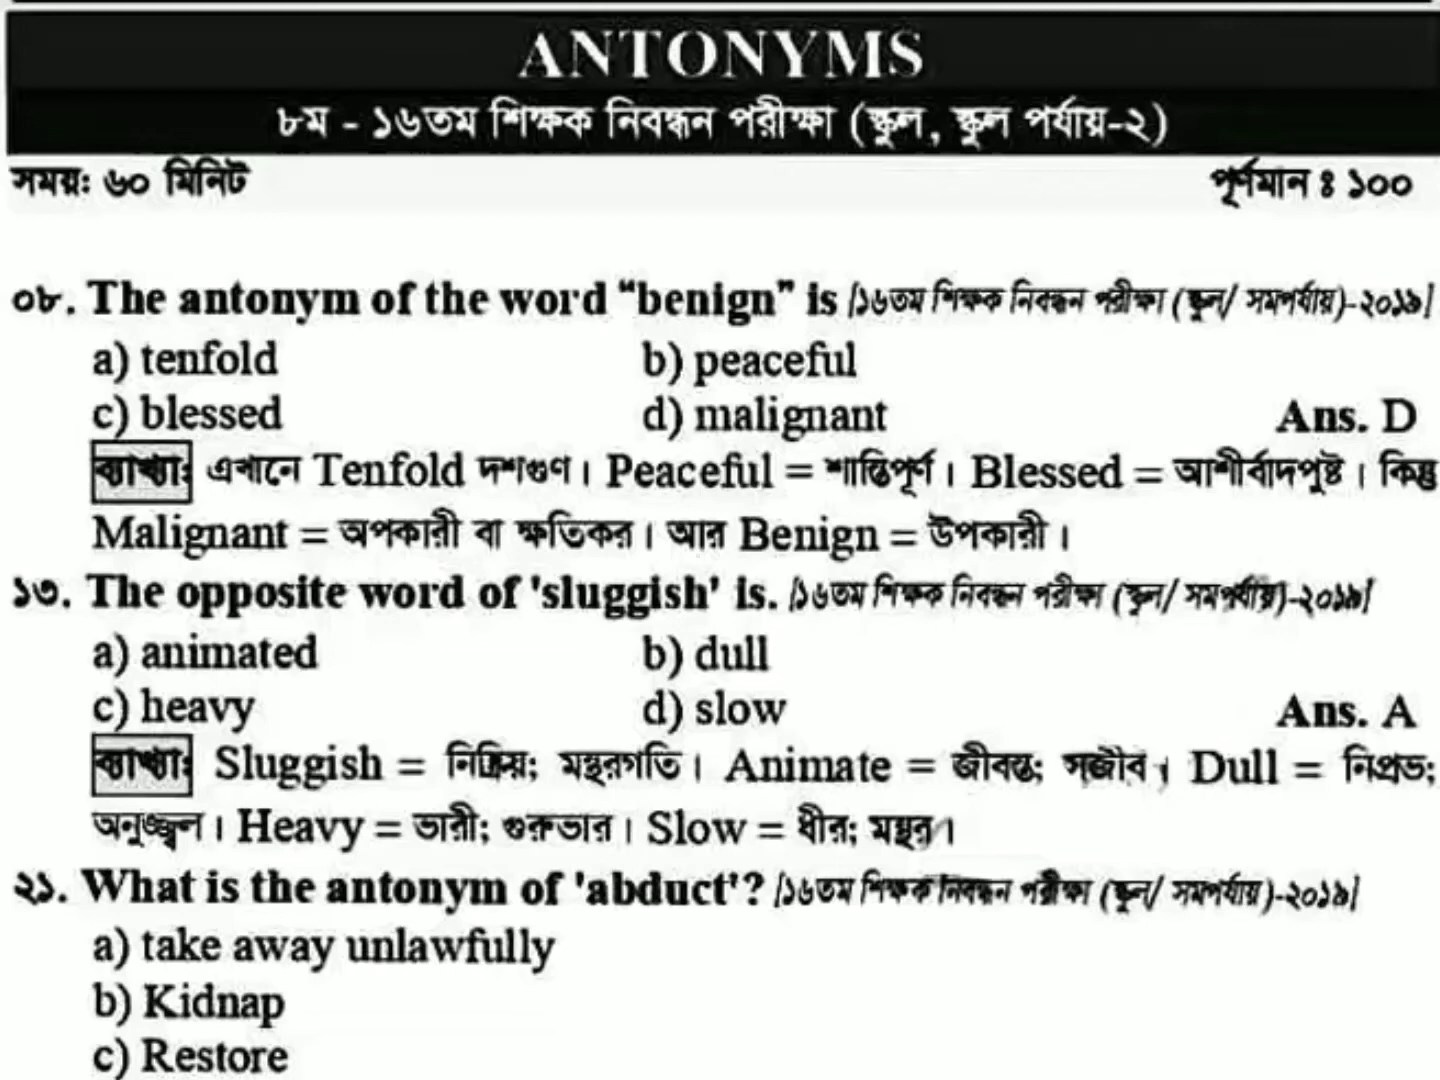 ANTONYMS
৮ম - ১৬তম শিক্ষক নিবন্ধন পরীক্ষা (স্কুল, স্কুল পর্যায়-২)
সময়ঃ ৬০ মিনিট পূর্ণমান ঃ ১০০
০৮. The antonym of the word “benign” is [১৬তম শিক্ষক নিবন্ধন পরীক্ষা (স্কুল/ সমপর্যায়)-২০১৯]
a) tenfold b) peaceful
c) blessed d) malignant Ans. D
ব্যাখ্যা: এখানে Tenfold দশগুণ। Peaceful = শান্তিপূর্ণ। Blessed = আশীর্বাদপুষ্ট। কিন্তু
Malignant = অপকারী বা ক্ষতিকর। আর Benign = উপকারী।
১৩. The opposite word of 'sluggish' is. [১৬তম শিক্ষক নিবন্ধন পরীক্ষা (স্কুল/ সমপর্যায়)-২০১৯]
a) animated b) dull
c) heavy d) slow Ans. A
ব্যাখ্যা: Sluggish = নিষ্ক্রিয়; মন্থরগতি। Animate = জীবন্ত; সজীব। Dull = নিপ্রভ;
অনুজ্জ্বল। Heavy = ভারী; গুরুভার। Slow = ধীর; মন্থর।
২১. What is the antonym of 'abduct'? [১৬তম শিক্ষক নিবন্ধন পরীক্ষা (স্কুল/ সমপর্যায়)-২০১৯]
a) take away unlawfully
b) Kidnap
c) Restore